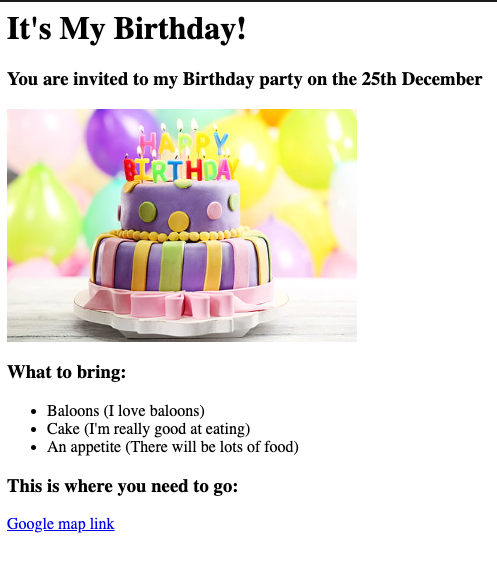 It's My Birthday!
You are invited to my Birthday party on the 25th December
HAPPY
BIRTHDAY
What to bring:
Baloons (I love baloons)
Cake (I'm really good at eating)
An appetite (There will be lots of food)
This is where you need to go:
Google map link